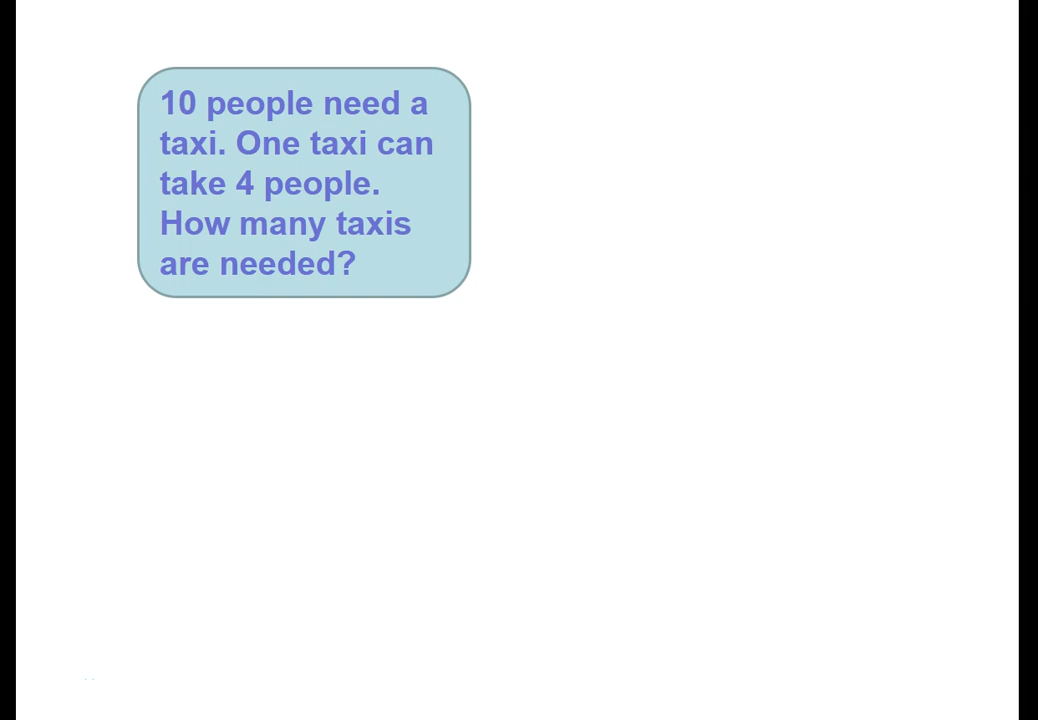 10 people need a
taxi. One taxi can
take 4 people.
How many taxis
are needed?